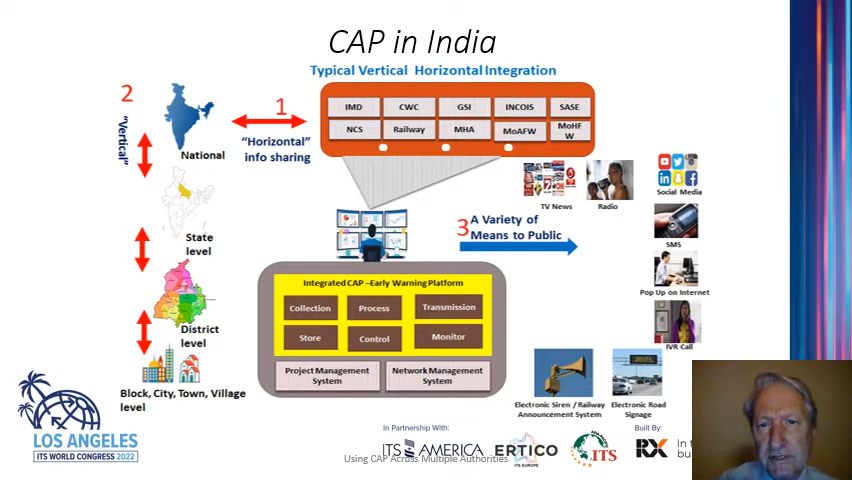 CAP in India
Typical Vertical Horizontal Integration
2
"Vertical"
1
"Horizontal"
info sharing
National
State
level
District
level
Block, City, Town, Village
level
IMD
CWC
GSI
INCOIS
SASE
NCS
Railway
MHA
MoAFW
MoHF
W
3
A Variety of
Means to Public
TV News
Radio
Social Media
SMS
Pop Up on Internet
IVR Call
Electronic Siren / Railway
Announcement System
Electronic Road
Signage
Integrated CAP –Early Warning Platform
Collection
Process
Transmission
Store
Control
Monitor
Project Management
System
Network Management
System
LOS ANGELES
ITS WORLD CONGRESS 2022
In Partnership With:
ITS AMERICA
ERTICO
ITS EUROPE
ASIA PACIFIC
ITS
Built By:
RX
In t
bu
Using CAP Across Multiple Authorities